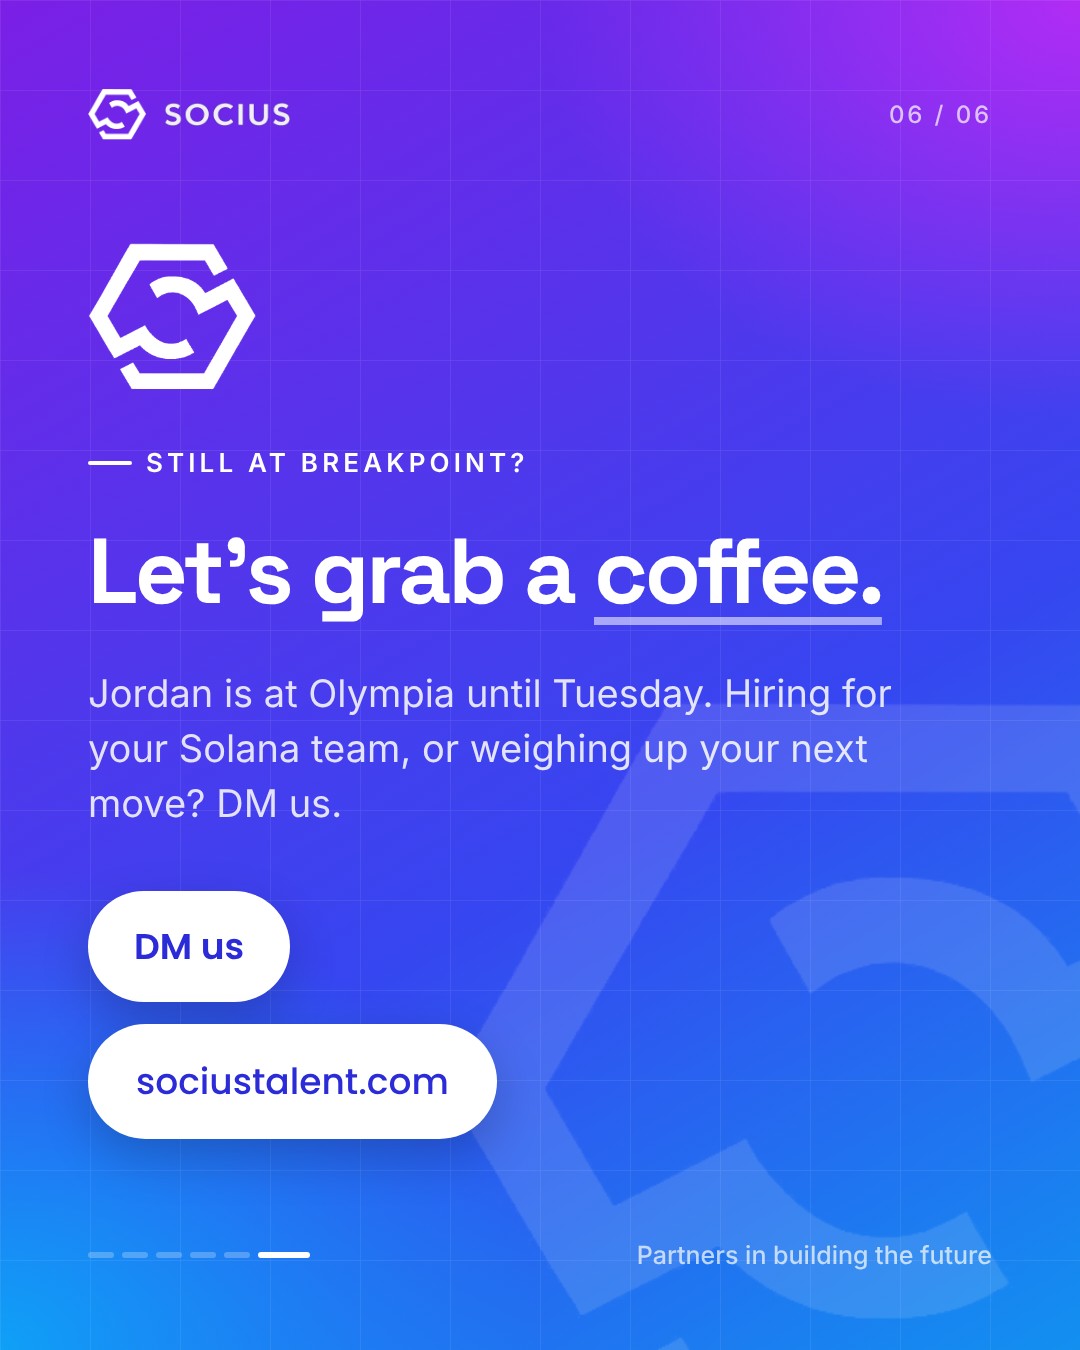 SOCIUS
06 / 06
STILL AT BREAKPOINT?
Let’s grab a coffee.
Jordan is at Olympia until Tuesday. Hiring for
your Solana team, or weighing up your next
move? DM us.
DM us
sociustalent.com
Partners in building the future